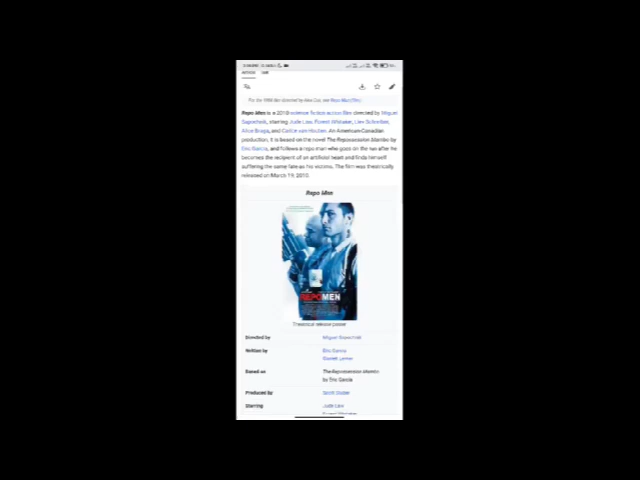 Article Talk
For the 1984 film directed by Alex Cox, see Repo Man (film).
Repo Men is a 2010 science fiction action film directed by Miguel
Sapochnik, starring Jude Law, Forest Whitaker, Liev Schreiber,
Alice Braga, and Carice van Houten. An American-Canadian
production, it is based on the novel The Repossession Mambo by
Eric Garcia, and follows a repo man who goes on the run after he
becomes the recipient of an artificial heart and finds himself
suffering the same fate as his victims. The film was theatrically
released on March 19, 2010.
Repo Men
REPOMEN
Theatrical release poster
Directed by Miguel Sapochnik
Written by Eric Garcia
Garrett Lerner
Based on The Repossession Mambo
by Eric Garcia
Produced by Scott Stuber
Starring Jude Law
Forest Whitaker